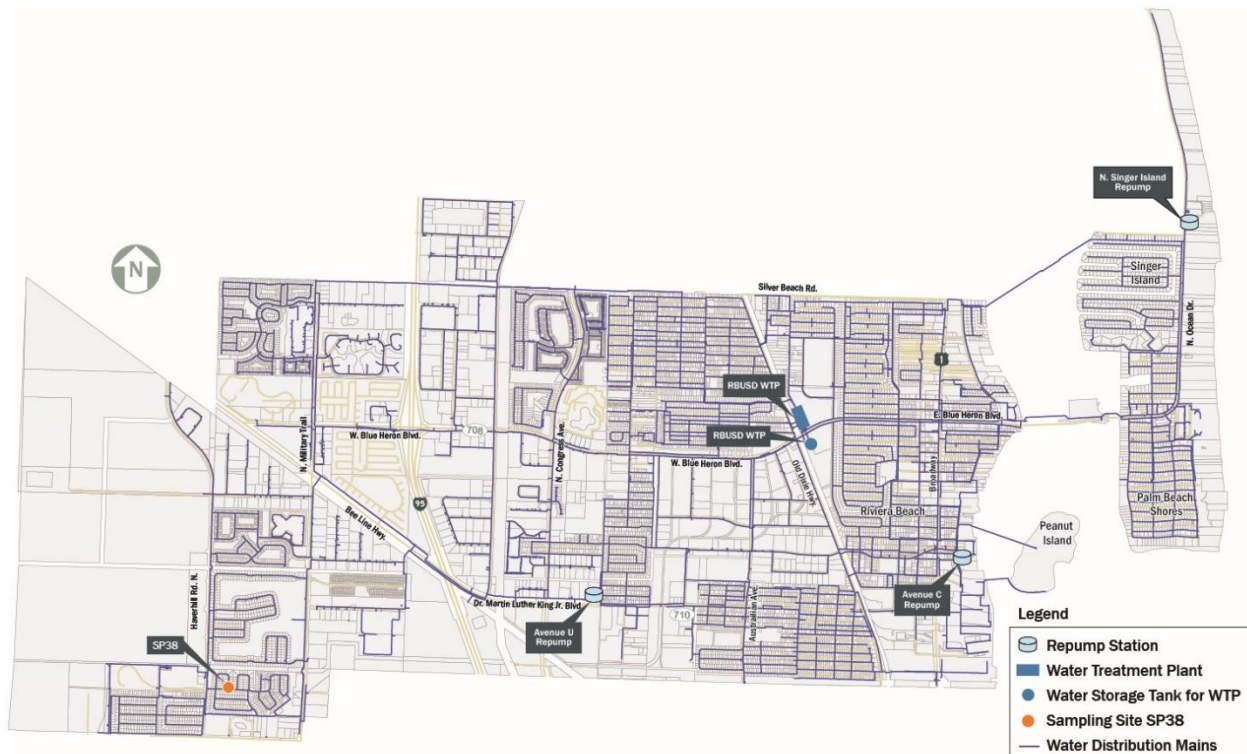 N. Singer Island
Repump
N
Silver Beach Rd.
Singer
Island
N. Ocean Dr.
1
RBUSD WTP
E. Blue Heron Blvd.
708
W. Blue Heron Blvd.
N. Military Trail
N. Congress Ave.
RBUSD WTP
W. Blue Heron Blvd.
95
Old Dixie Hwy.
Broadway
Riviera Beach
Palm Beach
Shores
Bee Line Hwy.
Peanut
Island
Haverhill Rd. N.
Dr. Martin Luther King Jr. Blvd.
710
Australian Ave.
Avenue U
Repump
Avenue C
Repump
SP38
Legend
Repump Station
Water Treatment Plant
Water Storage Tank for WTP
Sampling Site SP38
Water Distribution Mains